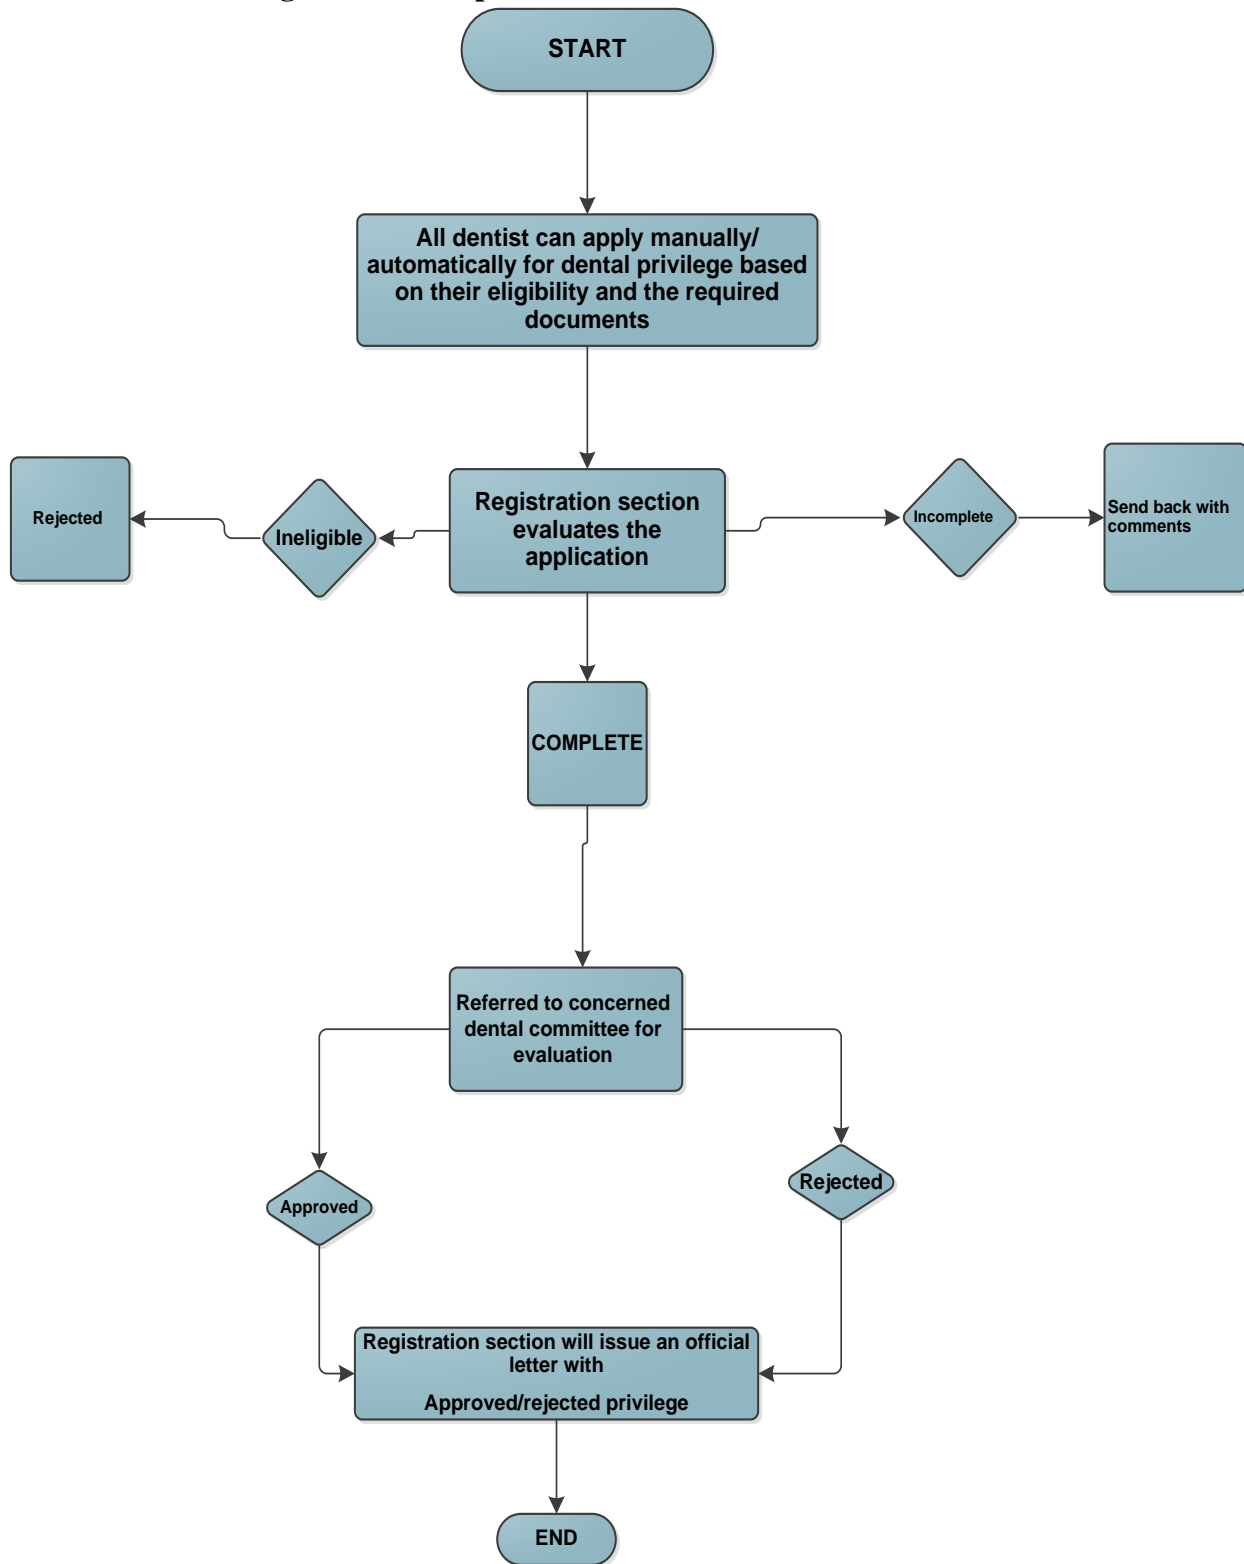 START
All dentist can apply manually/
automatically for dental privilege based
on their eligibility and the required
documents
Rejected
Ineligible
Registration section
evaluates the
application
Incomplete
Send back with
comments
COMPLETE
Referred to concerned
dental committee for
evaluation
Approved
Rejected
Registration section will issue an official
letter with
Approved/rejected privilege
END